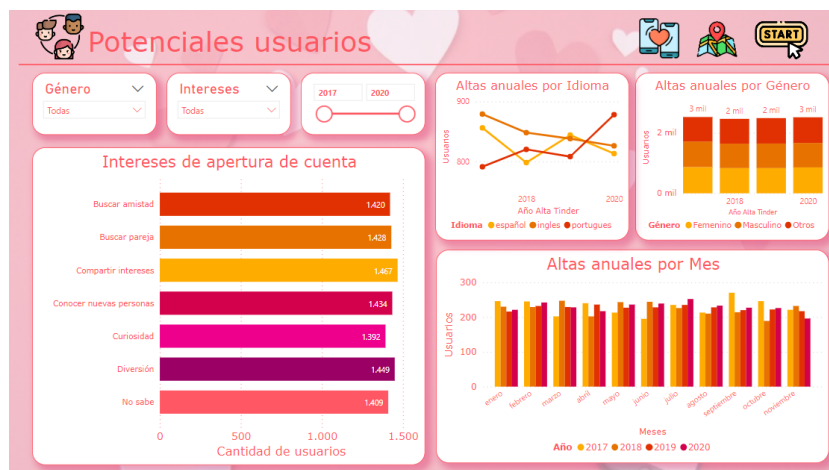 Potenciales usuarios
START
Género
Todas
Intereses
Todas
2017 2020
Intereses de apertura de cuenta
Buscar amistad 1.420
Buscar pareja 1.428
Compartir intereses 1.467
Conocer nuevas personas 1.434
Curiosidad 1.392
Diversión 1.449
No sabe 1.409
0 500 1.000 1.500
Cantidad de usuarios
Altas anuales por Idioma
900
800
Usuarios
2018 2020
Año Alta Tinder
Idioma español ingles portugues
Altas anuales por Género
3 mil 2 mil 2 mil 3 mil
2 mil
0 mil
Usuarios
2018 2020
Año Alta Tinder
Género Femenino Masculino Otros
Altas anuales por Mes
300
200
100
0
Usuarios
enero febrero marzo abril mayo junio julio agosto septiembre octubre noviembre
Meses
Año 2017 2018 2019 2020